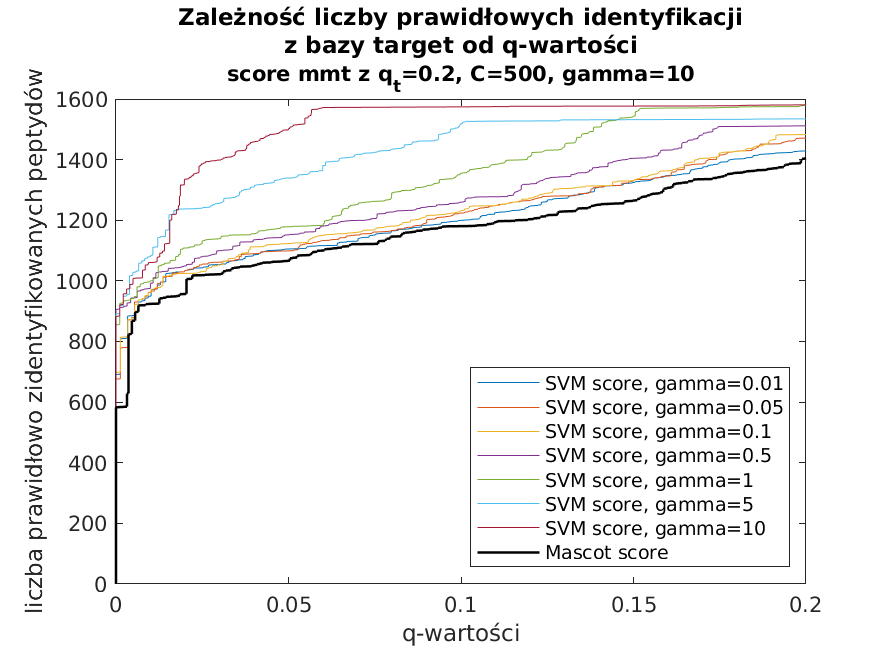 Zależność liczby prawidłowych identyfikacji
z bazy target od q-wartości
score mmt z qt=0.2, C=500, gamma=10
liczba prawidłowo zidentyfikowanych peptydów
1600
1400
1200
1000
800
600
400
200
0
SVM score, gamma=0.01
SVM score, gamma=0.05
SVM score, gamma=0.1
SVM score, gamma=0.5
SVM score, gamma=1
SVM score, gamma=5
SVM score, gamma=10
Mascot score
0 0.05 0.1 0.15 0.2
q-wartości